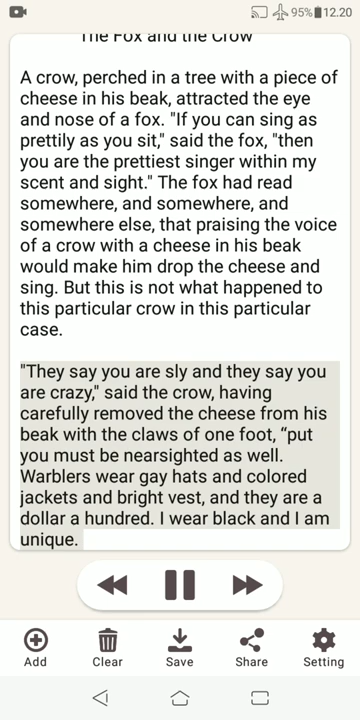 95% 12.20
The Fox and the Crow
A crow, perched in a tree with a piece of
cheese in his beak, attracted the eye
and nose of a fox. "If you can sing as
prettily as you sit," said the fox, "then
you are the prettiest singer within my
scent and sight." The fox had read
somewhere, and somewhere, and
somewhere else, that praising the voice
of a crow with a cheese in his beak
would make him drop the cheese and
sing. But this is not what happened to
this particular crow in this particular
case.
"They say you are sly and they say you
are crazy," said the crow, having
carefully removed the cheese from his
beak with the claws of one foot, “put
you must be nearsighted as well.
Warblers wear gay hats and colored
jackets and bright vest, and they are a
dollar a hundred. I wear black and I am
unique.
Add Clear Save Share Setting